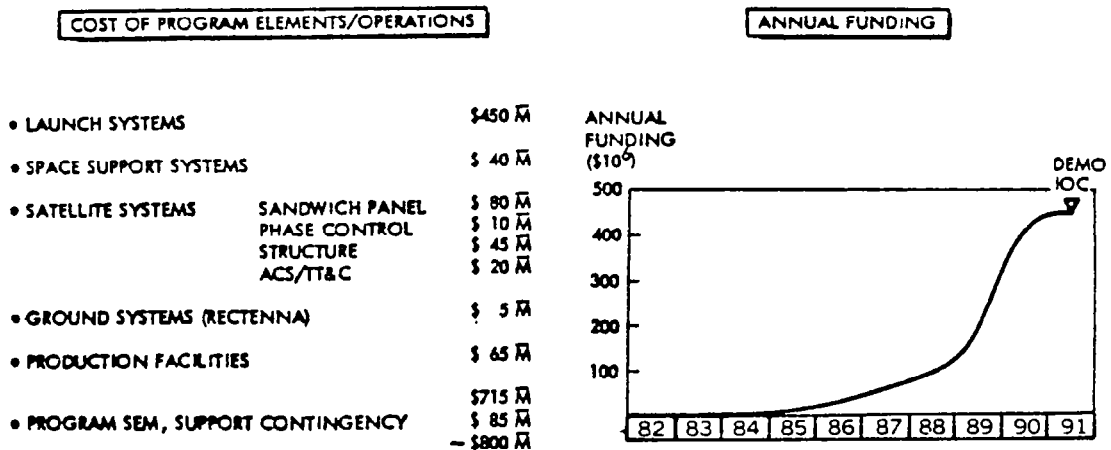 COST OF PROGRAM ELEMENTS/OPERATIONS
• LAUNCH SYSTEMS $450 M̅
• SPACE SUPPORT SYSTEMS $ 40 M̅
• SATELLITE SYSTEMS SANDWICH PANEL $ 80 M̅
PHASE CONTROL $ 10 M̅
STRUCTURE $ 45 M̅
ACS/TT&C $ 20 M̅
• GROUND SYSTEMS (RECTENNA) $ 5 M̅
• PRODUCTION FACILITIES $ 65 M̅
$715 M̅
• PROGRAM SEM, SUPPORT CONTINGENCY $ 85 M̅
~ $800 M̅
ANNUAL FUNDING
ANNUAL
FUNDING
($10⁶)
DEMO
IOC
500
400
300
200
100
82 83 84 85 86 87 88 89 90 91